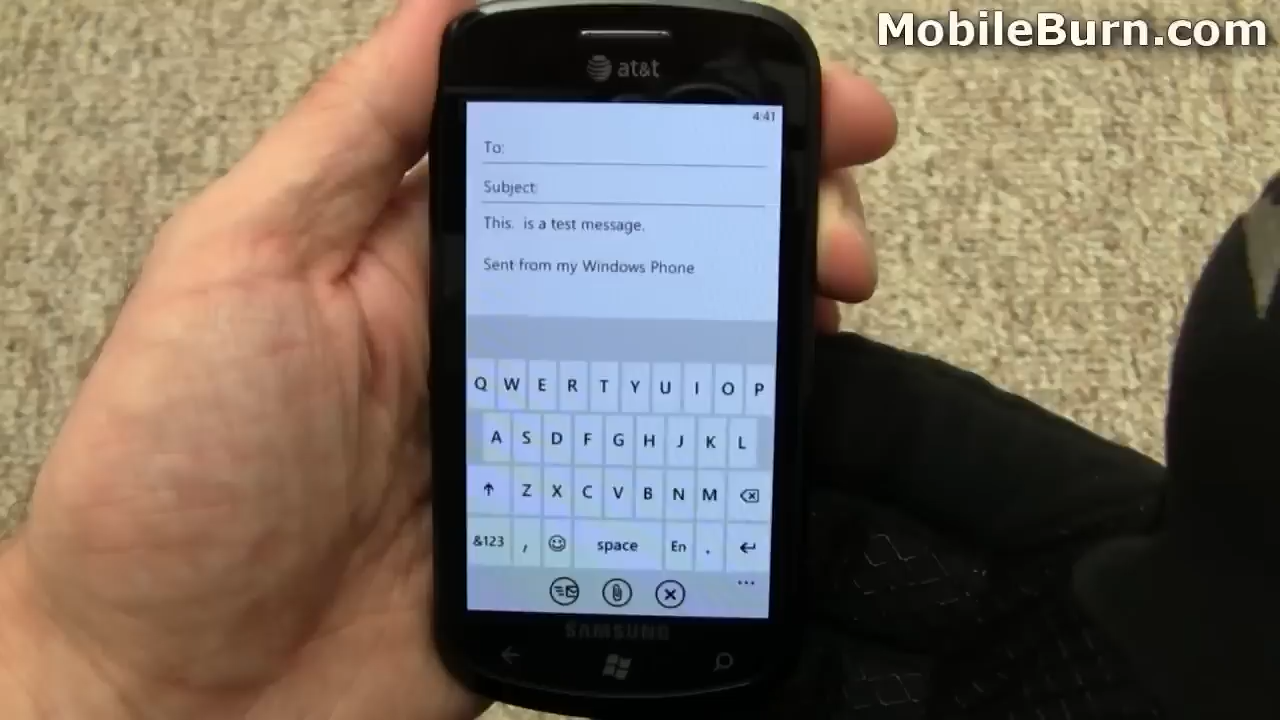 MobileBurn.com
at&t
4:41
To:
Subject:
This.  is a test message.
Sent from my Windows Phone
Q W E R T Y U I O P
A S D F G H J K L
Z X C V B N M
&123 , space En .
SAMSUNG